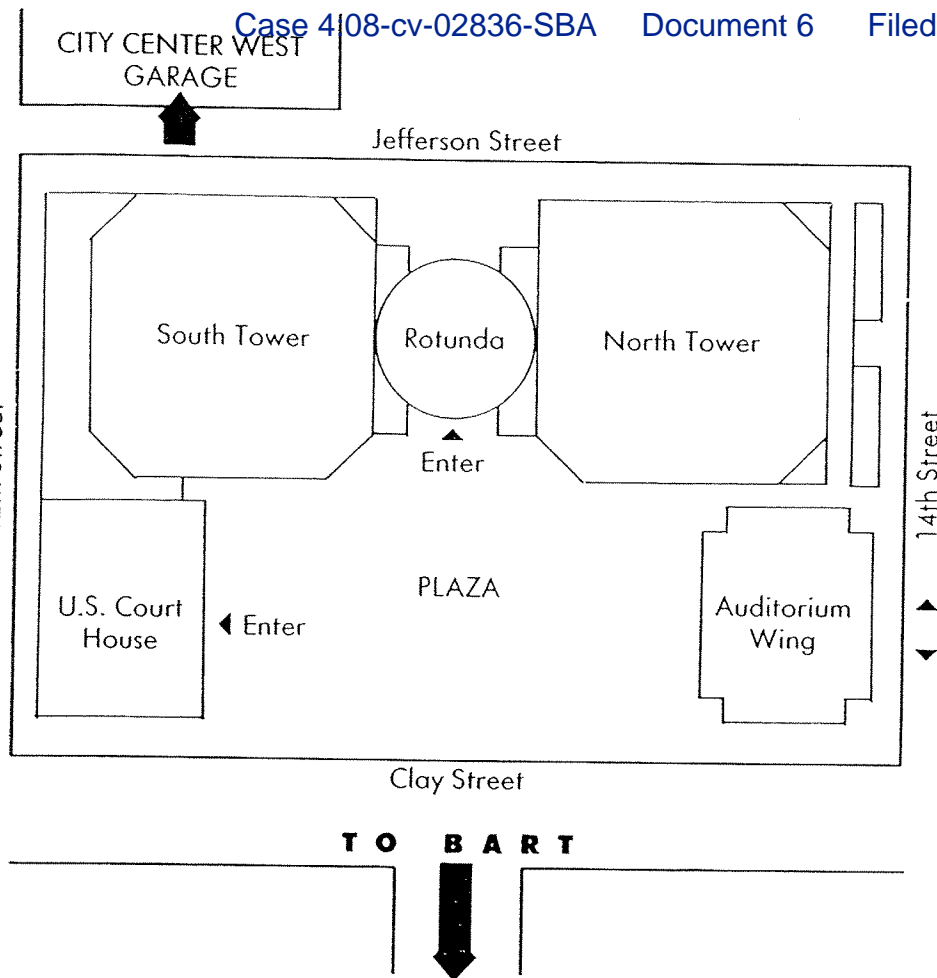 Case 4:08-cv-02836-SBA Document 6 Filed
CITY CENTER WEST
GARAGE
Jefferson Street
South Tower
Rotunda
North Tower
Enter
14th Street
PLAZA
U.S. Court
House
Enter
Auditorium
Wing
Clay Street
TO BART